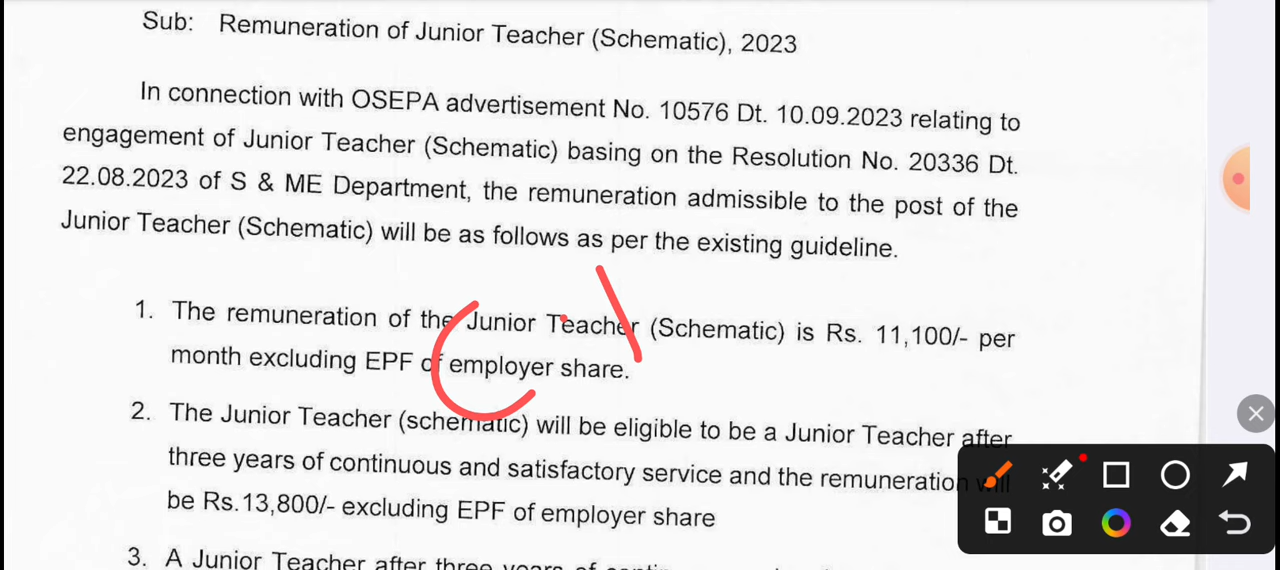 Sub: Remuneration of Junior Teacher (Schematic), 2023
In connection with OSEPA advertisement No. 10576 Dt. 10.09.2023 relating to
engagement of Junior Teacher (Schematic) basing on the Resolution No. 20336 Dt.
22.08.2023 of S & ME Department, the remuneration admissible to the post of the
Junior Teacher (Schematic) will be as follows as per the existing guideline.
1. The remuneration of the Junior Teacher (Schematic) is Rs. 11,100/- per
month excluding EPF of employer share.
2. The Junior Teacher (schematic) will be eligible to be a Junior Teacher after
three years of continuous and satisfactory service and the remuneration will
be Rs.13,800/- excluding EPF of employer share
3. A Junior Teacher after three years of